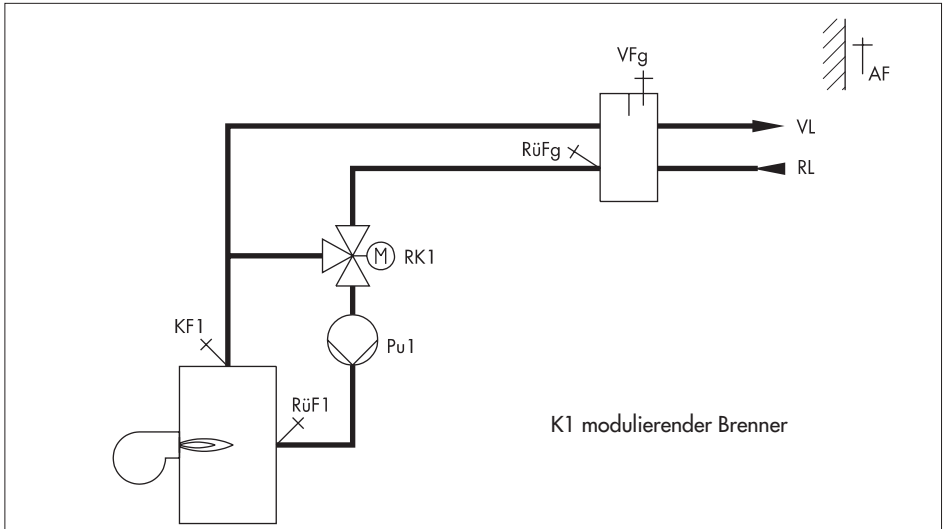 VFg
AF
VL
RüFg
RL
M
RK1
KF1
Pu1
RüF1
K1 modulierender Brenner